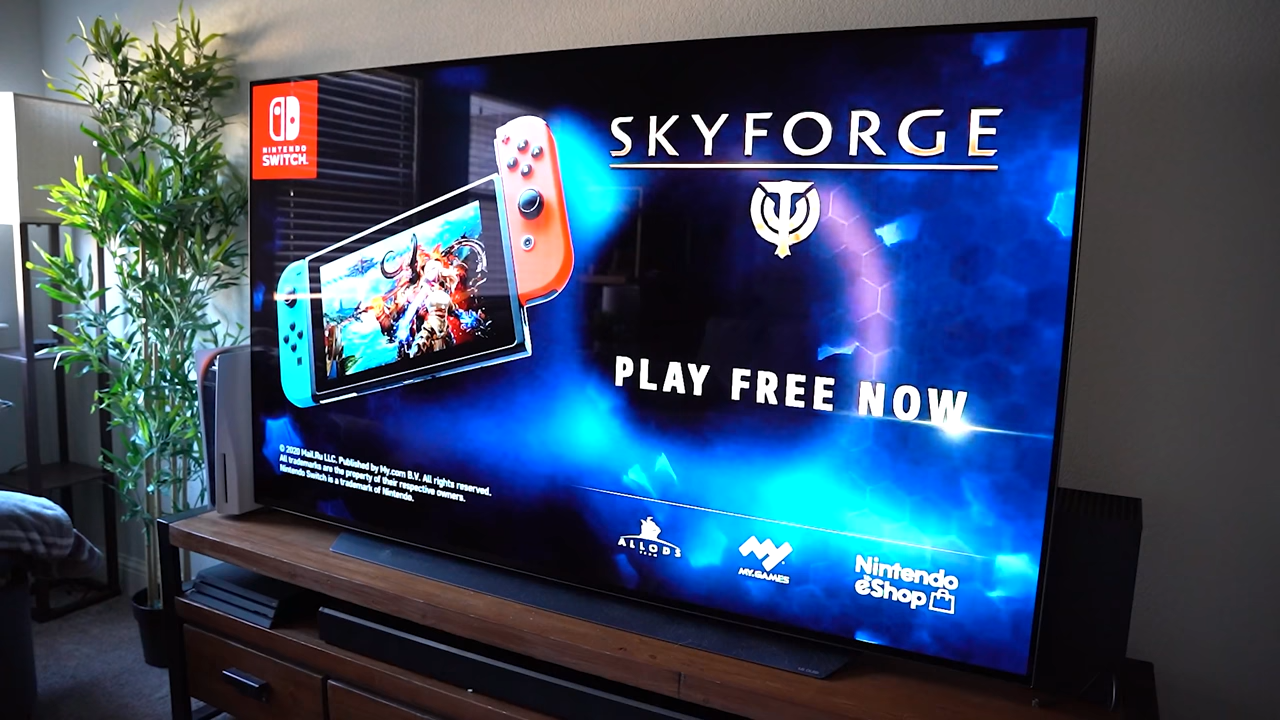 NINTENDO
SWITCH
SKYFORGE
PLAY FREE NOW
© 2020 Mail.Ru LLC. Published by My.com B.V. All rights reserved.
All trademarks are the property of their respective owners.
Nintendo Switch is a trademark of Nintendo.
ALLODS
TEAM
MY.GAMES
Nintendo
eShop